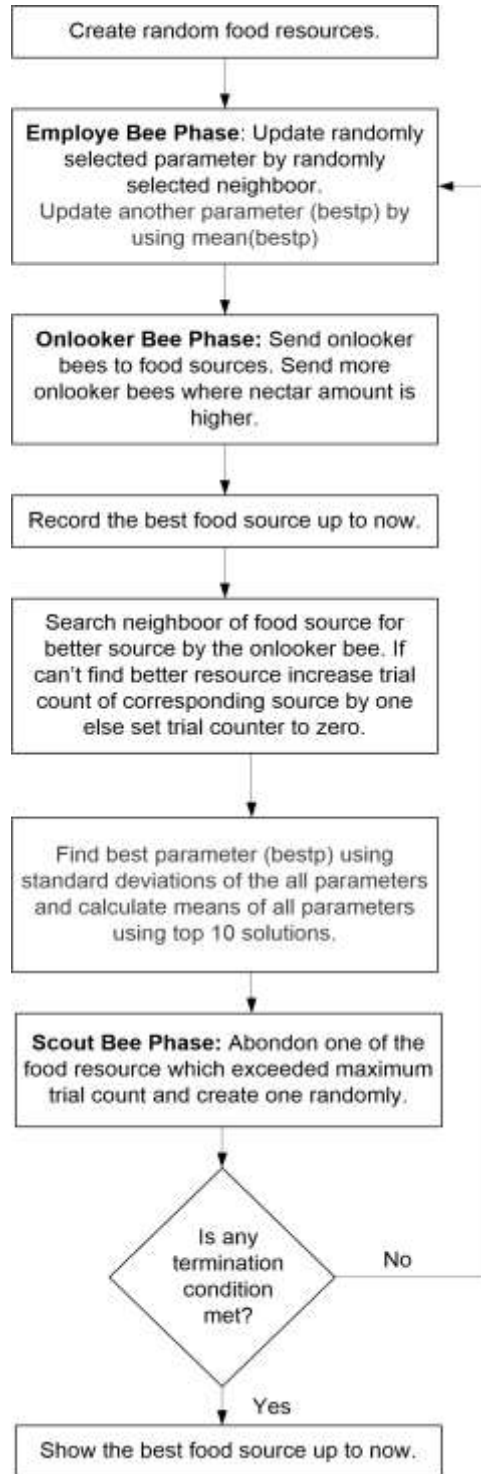 Create random food resources.
Employe Bee Phase: Update randomly
selected parameter by randomly
selected neighboor.
Update another parameter (bestp) by
using mean(bestp)
Onlooker Bee Phase: Send onlooker
bees to food sources. Send more
onlooker bees where nectar amount is
higher.
Record the best food source up to now.
Search neighboor of food source for
better source by the onlooker bee. If
can't find better resource increase trial
count of corresponding source by one
else set trial counter to zero.
Find best parameter (bestp) using
standard deviations of the all parameters
and calculate means of all parameters
using top 10 solutions.
Scout Bee Phase: Abondon one of the
food resource which exceeded maximum
trial count and create one randomly.
Is any
termination
condition
met?
No
Yes
Show the best food source up to now.